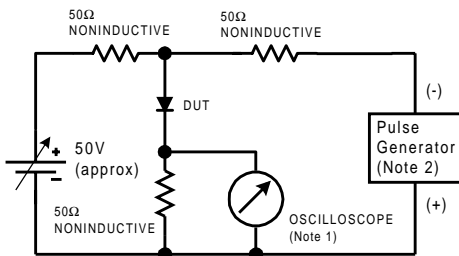 50Ω
NONINDUCTIVE
50Ω
NONINDUCTIVE
DUT
(-)
Pulse
Generator
(Note 2)
(+)
+
50V
(approx)
-
50Ω
NONINDUCTIVE
OSCILLOSCOPE
(Note 1)